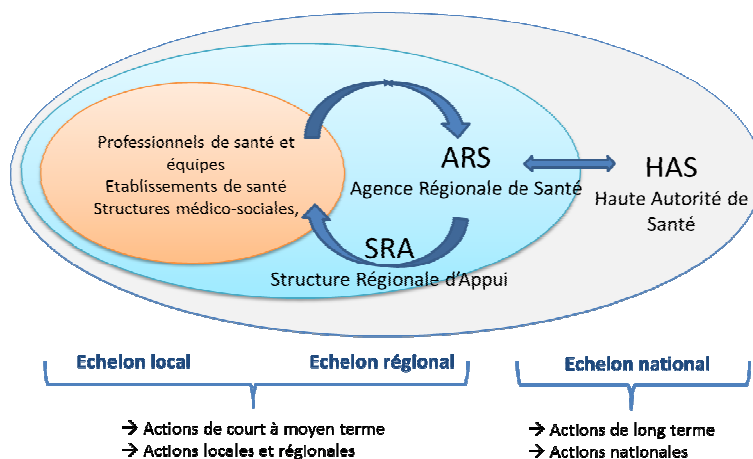 Professionnels de santé et
équipes
Etablissements de santé
Structures médico-sociales,
ARS
Agence Régionale de Santé
SRA
Structure Régionale d'Appui
HAS
Haute Autorité de
Santé
Echelon local
Echelon régional
Echelon national
→ Actions de court à moyen terme
→ Actions locales et régionales
→ Actions de long terme
→ Actions nationales